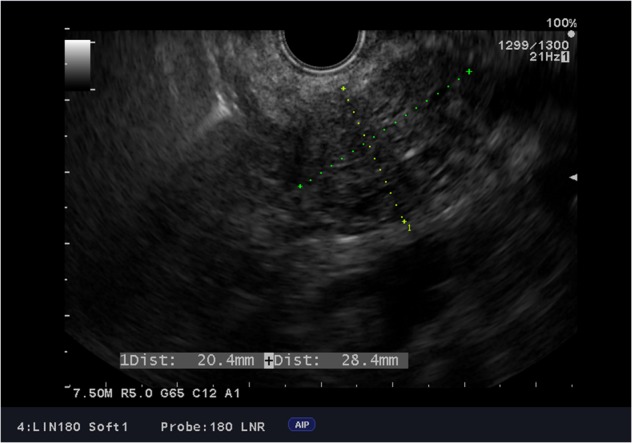 100%
1299/1300
21Hz 1
1
1Dist: 20.4mm +Dist: 28.4mm
7.50M R5.0 G65 C12 A1
4:LIN180 Soft1 Probe:180 LNR AIP